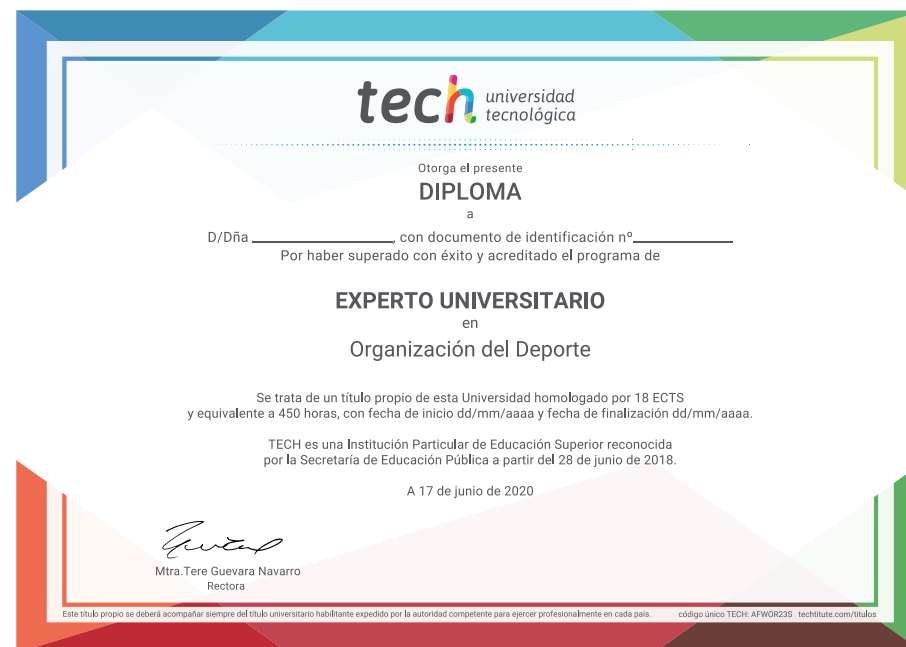 tech universidad
tecnológica
Otorga el presente
DIPLOMA
a
D/Dña ____________________, con documento de identificación nº______________
Por haber superado con éxito y acreditado el programa de
EXPERTO UNIVERSITARIO
en
Organización del Deporte
Se trata de un título propio de esta Universidad homologado por 18 ECTS
y equivalente a 450 horas, con fecha de inicio dd/mm/aaaa y fecha de finalización dd/mm/aaaa.
TECH es una Institución Particular de Educación Superior reconocida
por la Secretaría de Educación Pública a partir del 28 de junio de 2018.
A 17 de junio de 2020
Mtra.Tere Guevara Navarro
Rectora
Este título propio se deberá acompañar siempre del título universitario habilitante expedido por la autoridad competente para ejercer profesionalmente en cada país. código único TECH: AFWOR23S techtitute.com/titulos